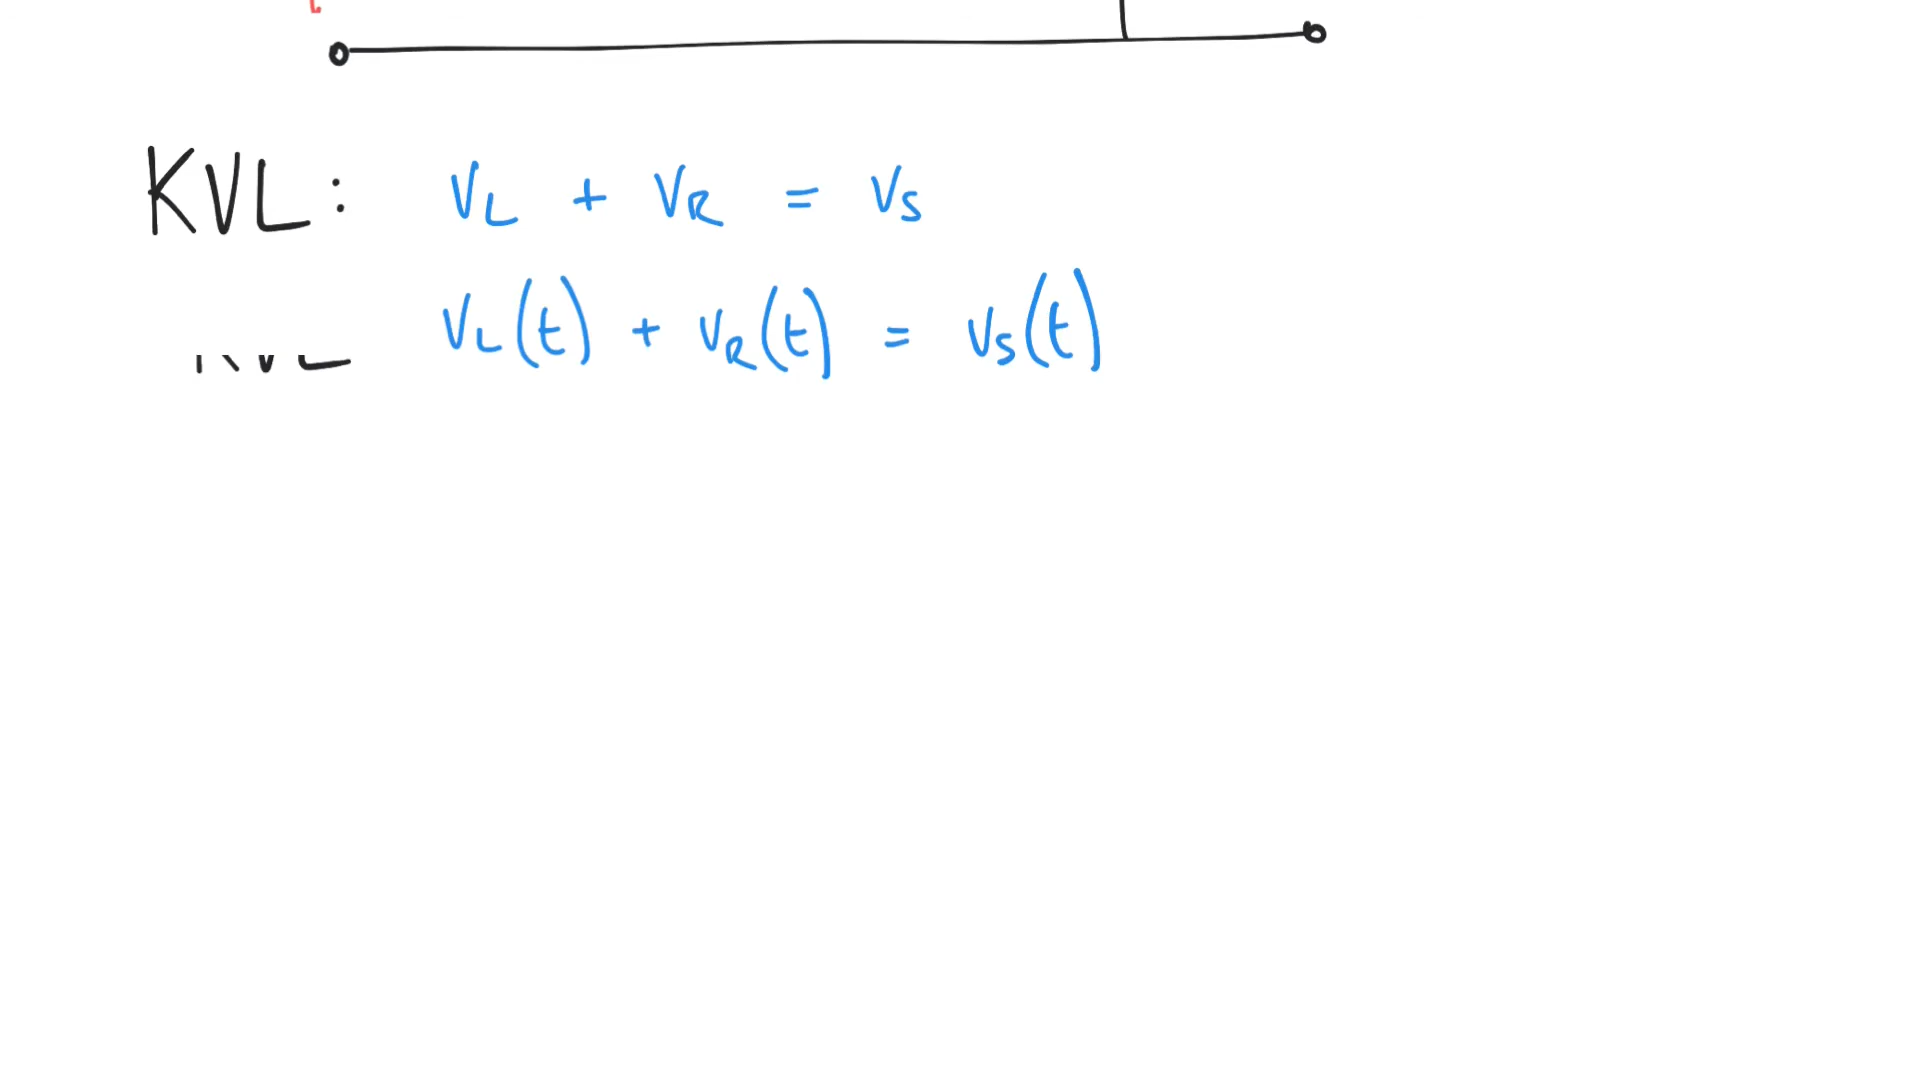 KVL: VL + VR = VS
VL(t) + VR(t) = VS(t)